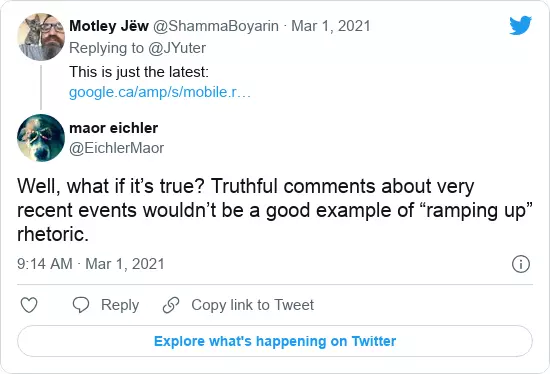 Motley Jëw @ShammaBoyarin · Mar 1, 2021
Replying to @JYuter
This is just the latest:
google.ca/amp/s/mobile.r…
maor eichler
@EichlerMaor
Well, what if it’s true? Truthful comments about very
recent events wouldn’t be a good example of “ramping up”
rhetoric.
9:14 AM · Mar 1, 2021
Reply
Copy link to Tweet
Explore what's happening on Twitter